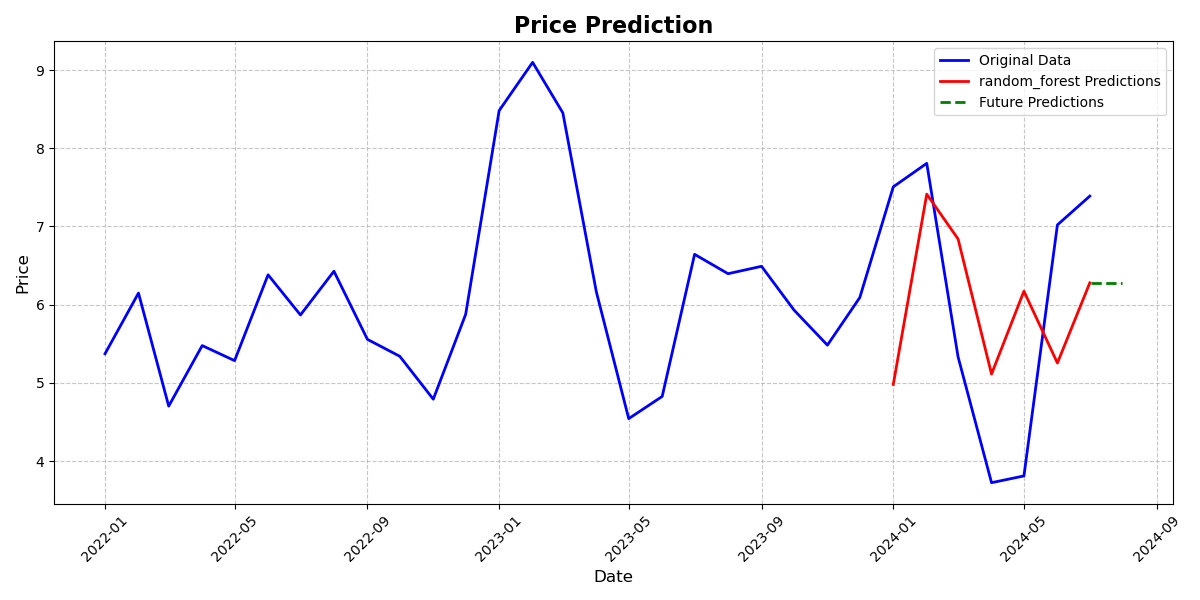 Price Prediction
Original Data
random_forest Predictions
Future Predictions
Price
9
8
7
6
5
4
2022-01
2022-05
2022-09
2023-01
2023-05
2023-09
2024-01
2024-05
2024-09
Date